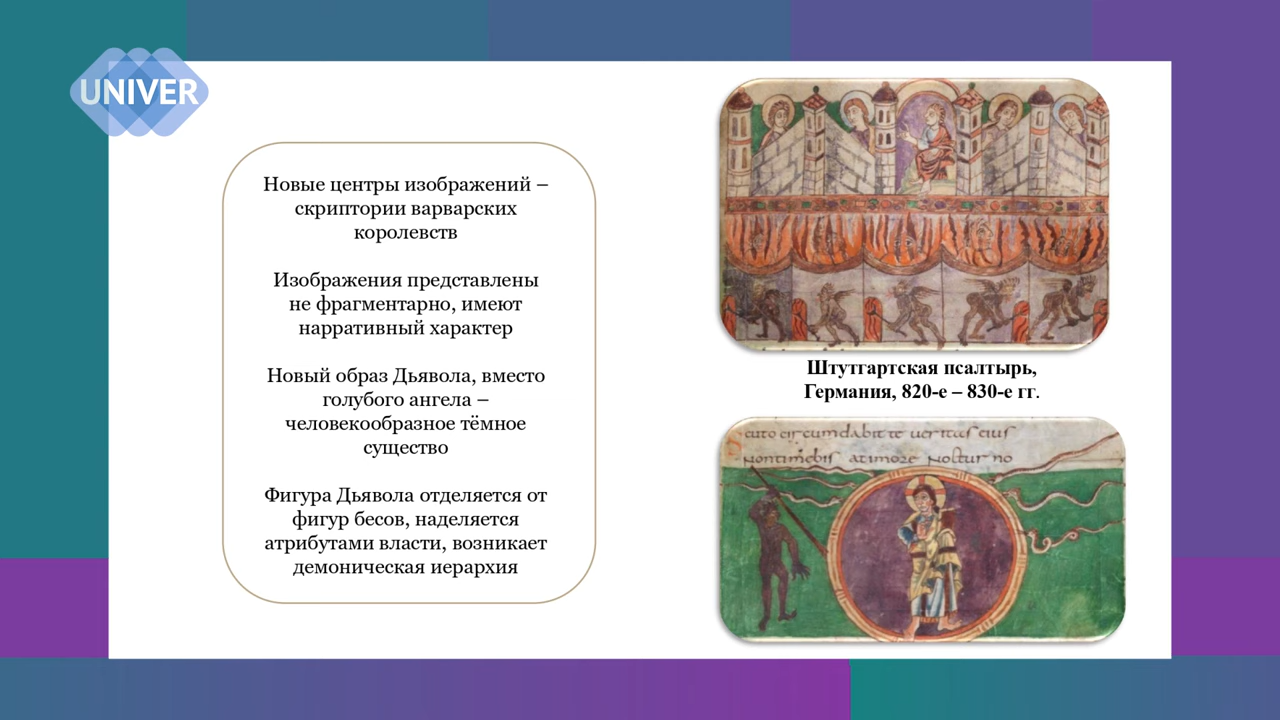 UNIVER
Новые центры изображений –
скриптории варварских
королевств
Изображения представлены
не фрагментарно, имеют
нарративный характер
Новый образ Дьявола, вместо
голубого ангела –
человекообразное тёмное
существо
Фигура Дьявола отделяется от
фигур бесов, наделяется
атрибутами власти, возникает
демоническая иерархия
Штутгартская псалтырь,
Германия, 820-е – 830-е гг.
cuto circumdabit te ueritas eius
timebis a timore nocturno